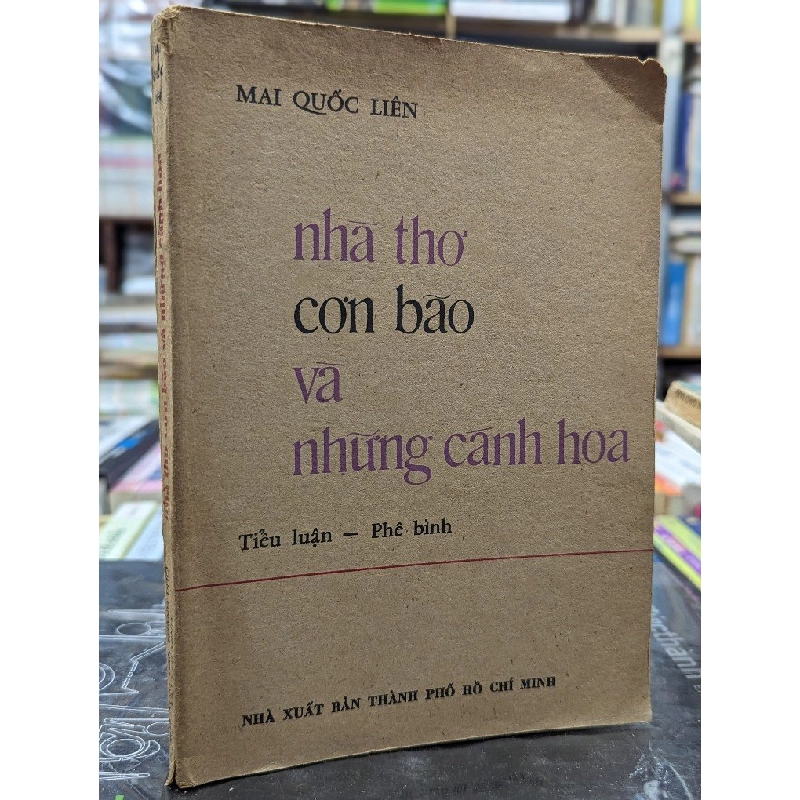 MAI QUỐC LIÊN
nhà thơ
cơn bão
và
những cánh hoa
Tiểu luận — Phê bình
NHÀ XUẤT BẢN THÀNH PHỐ HỒ CHÍ MINH